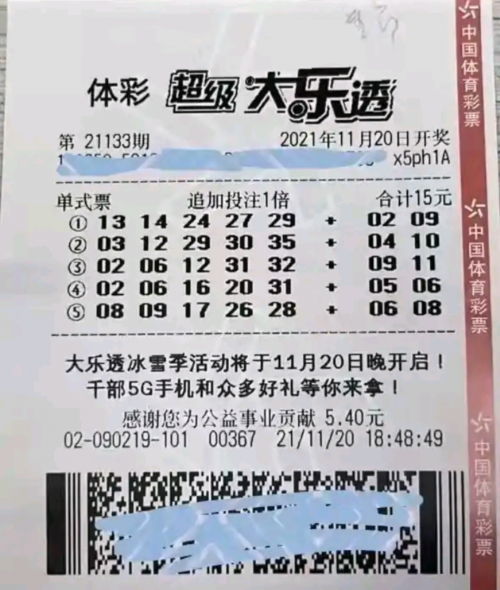 体彩 超级大乐透
第 21133期 2021年11月20日开奖
x5ph1A
单式票 追加投注1倍 合计15元
① 13 14 24 27 29 + 02 09
② 03 12 29 30 35 + 04 10
③ 02 06 12 31 32 + 09 11
④ 02 06 16 20 31 + 05 06
⑤ 08 09 17 26 28 + 06 08
大乐透冰雪季活动将于11月20日晚开启！
千部5G手机和众多好礼等你来拿！
感谢您为公益事业贡献 5.40元
02-090219-101 00367 21/11/20 18:48:49
中国体育彩票
中国体育彩票
中国体育彩票